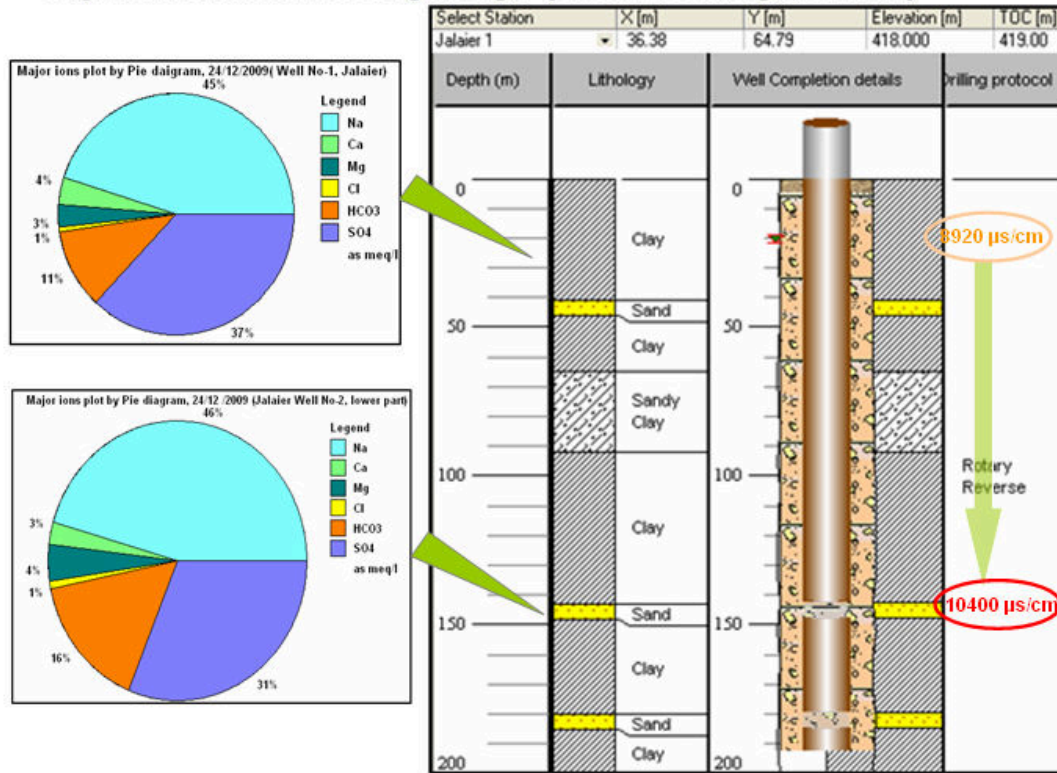 Select Station X [m] Y [m] Elevation [m] TOC [m]
Jalaier 1 36.38 64.79 418.000 419.00
Depth (m) Lithology Well Completion details Drilling protocol
Major ions plot by Pie daigram, 24/12/2009( Well No-1, Jalaier)
45%
Legend
Na
Ca
Mg
Cl
HCO3
SO4
as meq/l
4%
3%
1%
11%
37%
Major ions plot by Pie diagram, 24/12 /2009 (Jalaier Well No-2, lower part)
46%
Legend
Na
Ca
Mg
Cl
HCO3
SO4
as meq/l
3%
4%
1%
16%
31%
0
50
100
150
200
Clay
Sand
Clay
Sandy
Clay
Clay
Sand
Clay
Sand
Clay
0
50
100
150
200
8920 µs/cm
Rotary
Reverse
10400 µs/cm